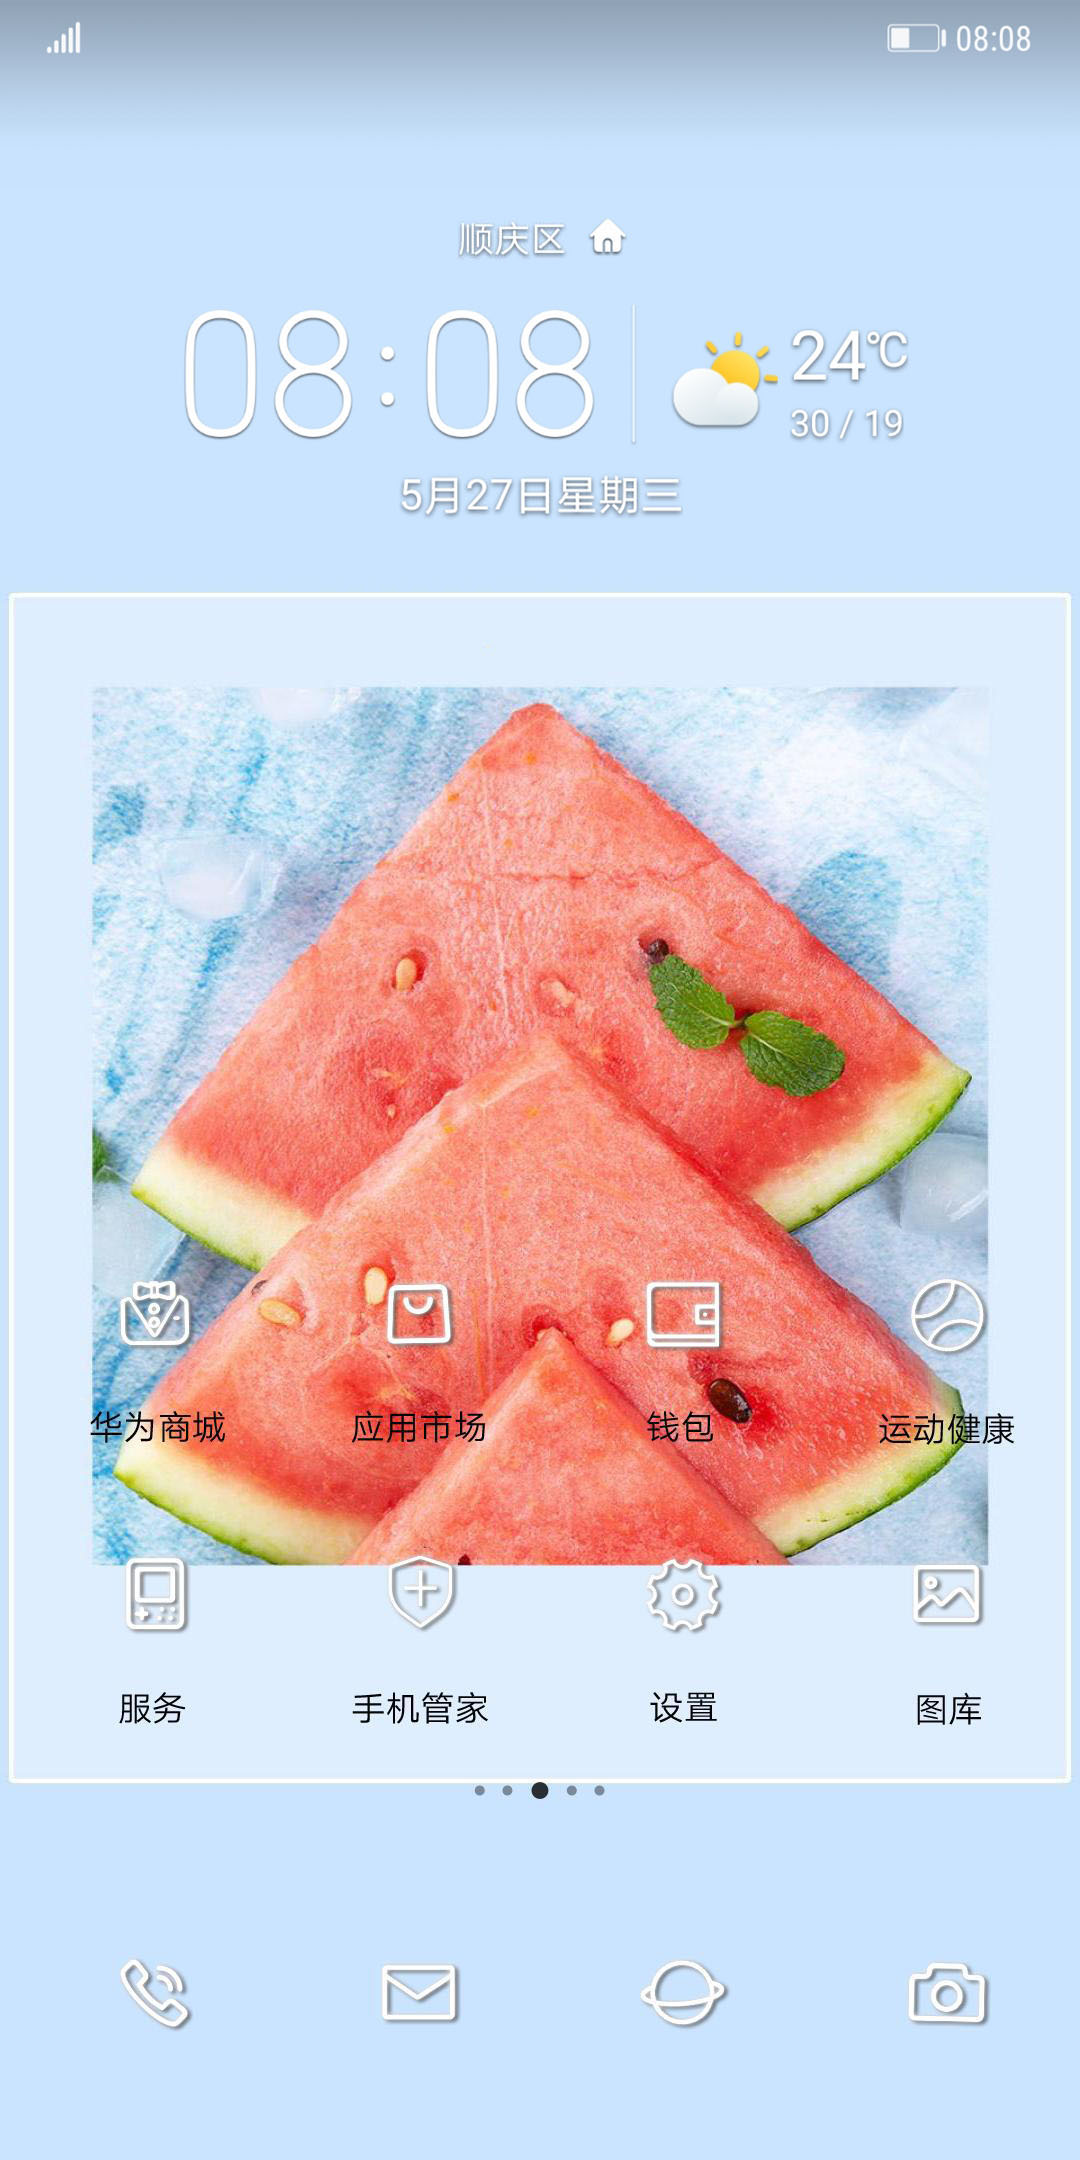 08:08
顺庆区
08:08
24℃
30 / 19
5月27日星期三
华为商城 应用市场 钱包 运动健康
服务 手机管家 设置 图库